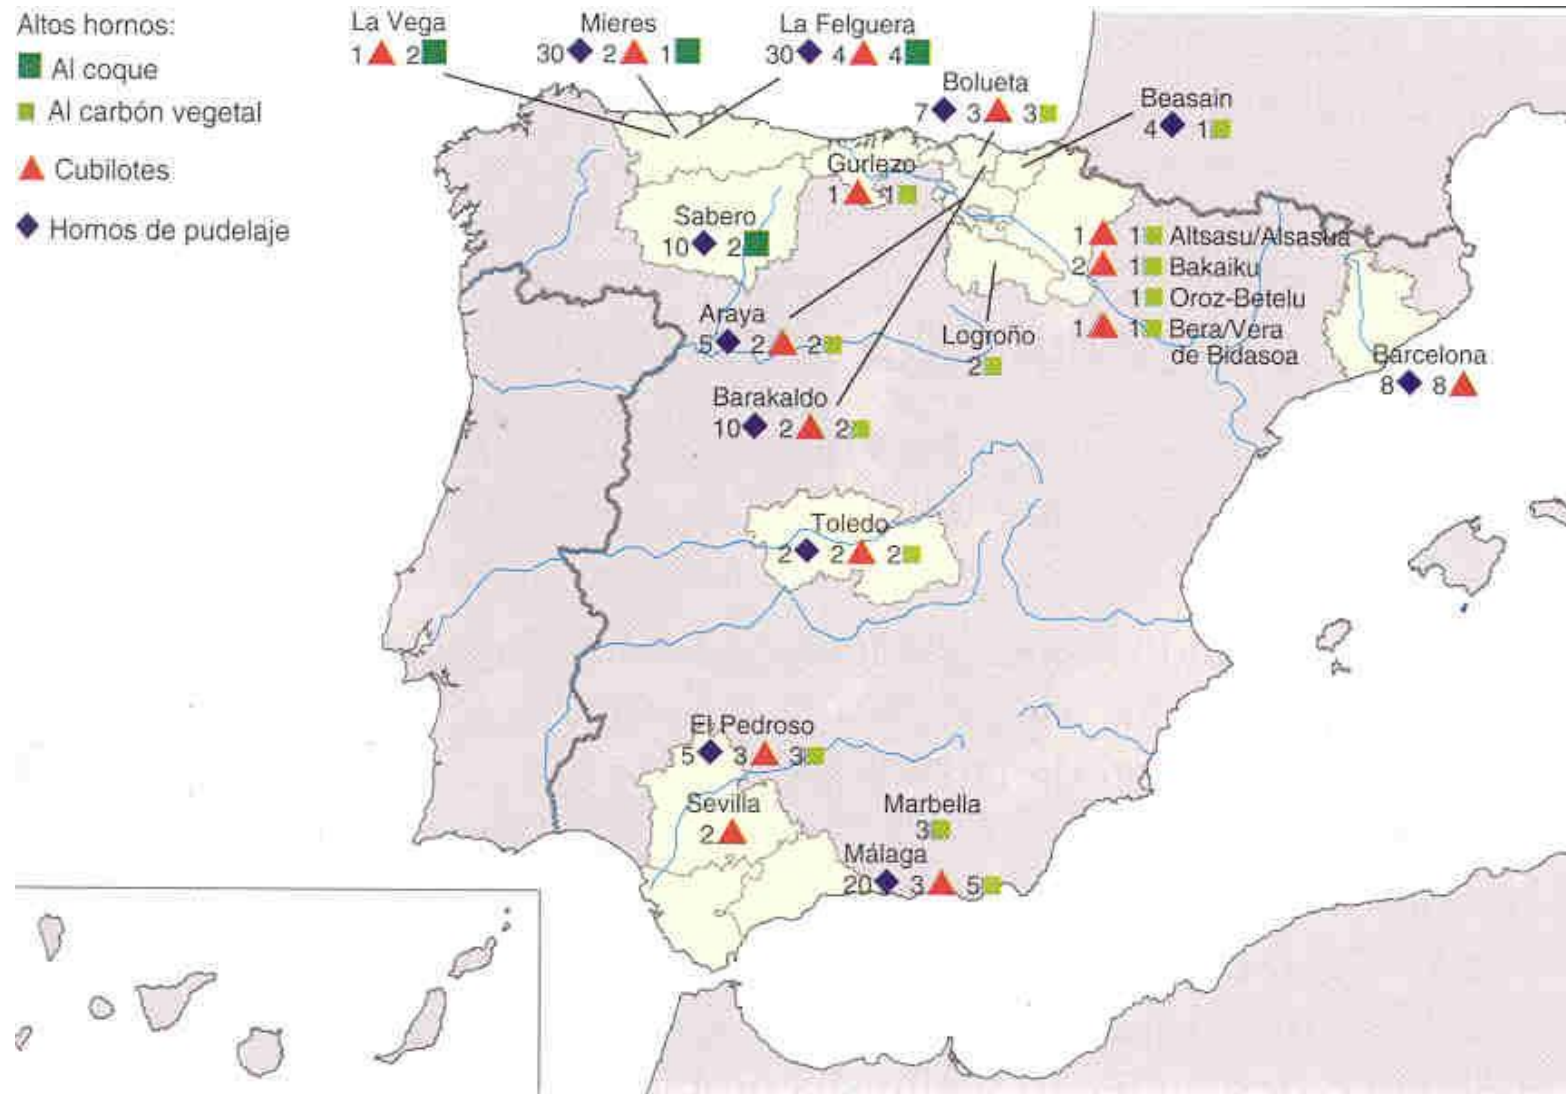 Altos hornos:
Al coque
Al carbón vegetal
Cubilotes
Hornos de pudelaje
La Vega
1 2
Mieres
30 2 1
La Felguera
30 4 4
Bolueta
7 3 3
Beasain
4 1
Gurlezo
1 1
Sabero
10 2
1 1 Altsasu/Alsasua
2 1 Bakaiku
1 Oroz-Betelu
1 1 Bera/Vera
de Bidasoa
Araya
5 2 2
Logroño
2
Barcelona
8 8
Barakaldo
10 2 2
Toledo
2 2 2
El Pedroso
5 3 3
Sevilla
2
Marbella
3
Málaga
20 3 5